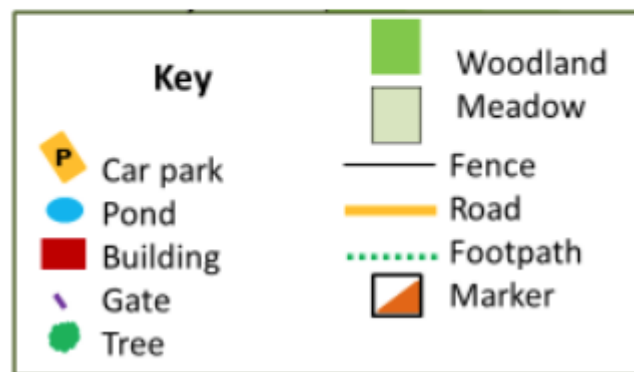 Key
P
Car park
Pond
Building
Gate
Tree
Woodland
Meadow
Fence
Road
Footpath
Marker